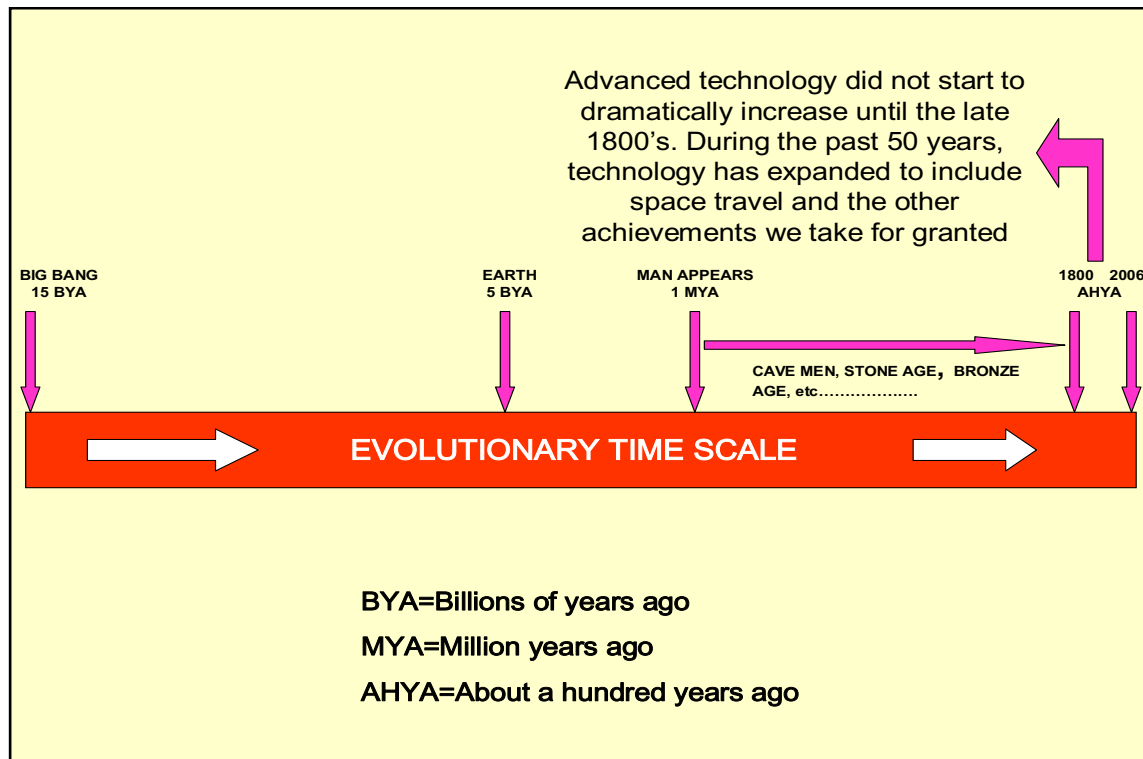 Advanced technology did not start to
dramatically increase until the late
1800's. During the past 50 years,
technology has expanded to include
space travel and the other
achievements we take for granted
BIG BANG
15 BYA
EARTH
5 BYA
MAN APPEARS
1 MYA
1800 2006
AHYA
CAVE MEN, STONE AGE, BRONZE
AGE, etc...................
EVOLUTIONARY TIME SCALE
BYA=Billions of years ago
MYA=Million years ago
AHYA=About a hundred years ago